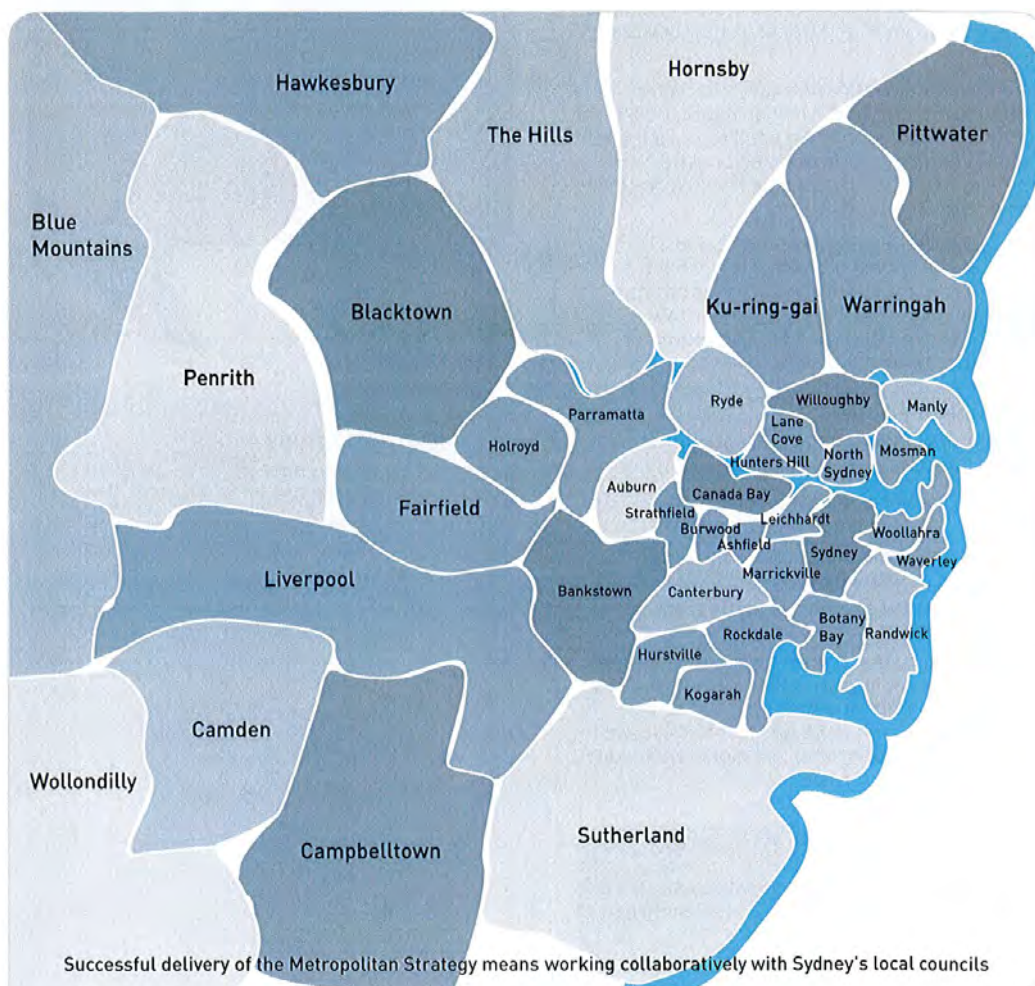 Hawkesbury
Hornsby
The Hills
Pittwater
Blue
Mountains
Blacktown
Ku-ring-gai
Warringah
Penrith
Parramatta
Ryde
Willoughby
Manly
Holroyd
Lane
Cove
Hunters Hill
North
Sydney
Mosman
Auburn
Canada Bay
Fairfield
Strathfield
Burwood
Ashfield
Leichhardt
Sydney
Woollahra
Waverley
Liverpool
Bankstown
Canterbury
Marrickville
Botany
Bay
Randwick
Rockdale
Hurstville
Kogarah
Camden
Wollondilly
Campbelltown
Sutherland
Successful delivery of the Metropolitan Strategy means working collaboratively with Sydney's local councils